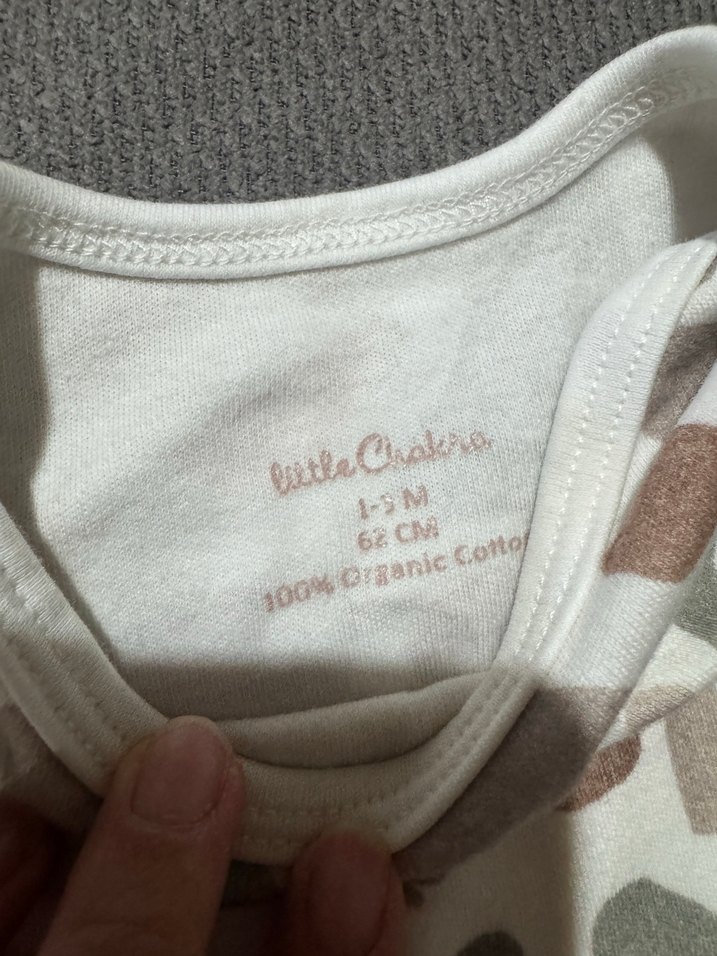 little Chakra
1-3 M
62 CM
100% Organic Cotto